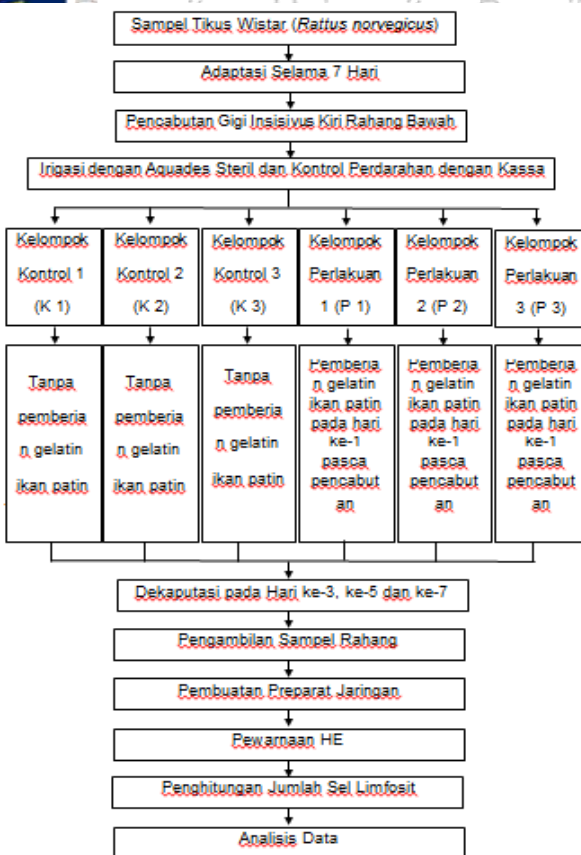 Sampel Tikus Wistar (Rattus norvegicus)
Adaptasi Selama 7 Hari
Pencabutan Gigi Insisivus Kiri Rahang Bawah
Irigasi dengan Aquades Steril dan Kontrol Perdarahan dengan Kassa
Kelompok
Kontrol 1
(K 1)
Kelompok
Kontrol 2
(K 2)
Kelompok
Kontrol 3
(K 3)
Kelompok
Perlakuan
1 (P 1)
Kelompok
Perlakuan
2 (P 2)
Kelompok
Perlakuan
3 (P 3)
Tanpa
pemberia
n gelatin
ikan patin
Tanpa
pemberia
n gelatin
ikan patin
Tanpa
pemberia
n gelatin
ikan patin
Pemberia
n gelatin
ikan patin
pada hari
ke-1
pasca
pencabut
an
Pemberia
n gelatin
ikan patin
pada hari
ke-1
pasca
pencabut
an
Pemberia
n gelatin
ikan patin
pada hari
ke-1
pasca
pencabut
an
Dekaputasi pada Hari ke-3, ke-5 dan ke-7
Pengambilan Sampel Rahang
Pembuatan Preparat Jaringan
Pewarnaan HE
Penghitungan Jumlah Sel Limfosit
Analisis Data